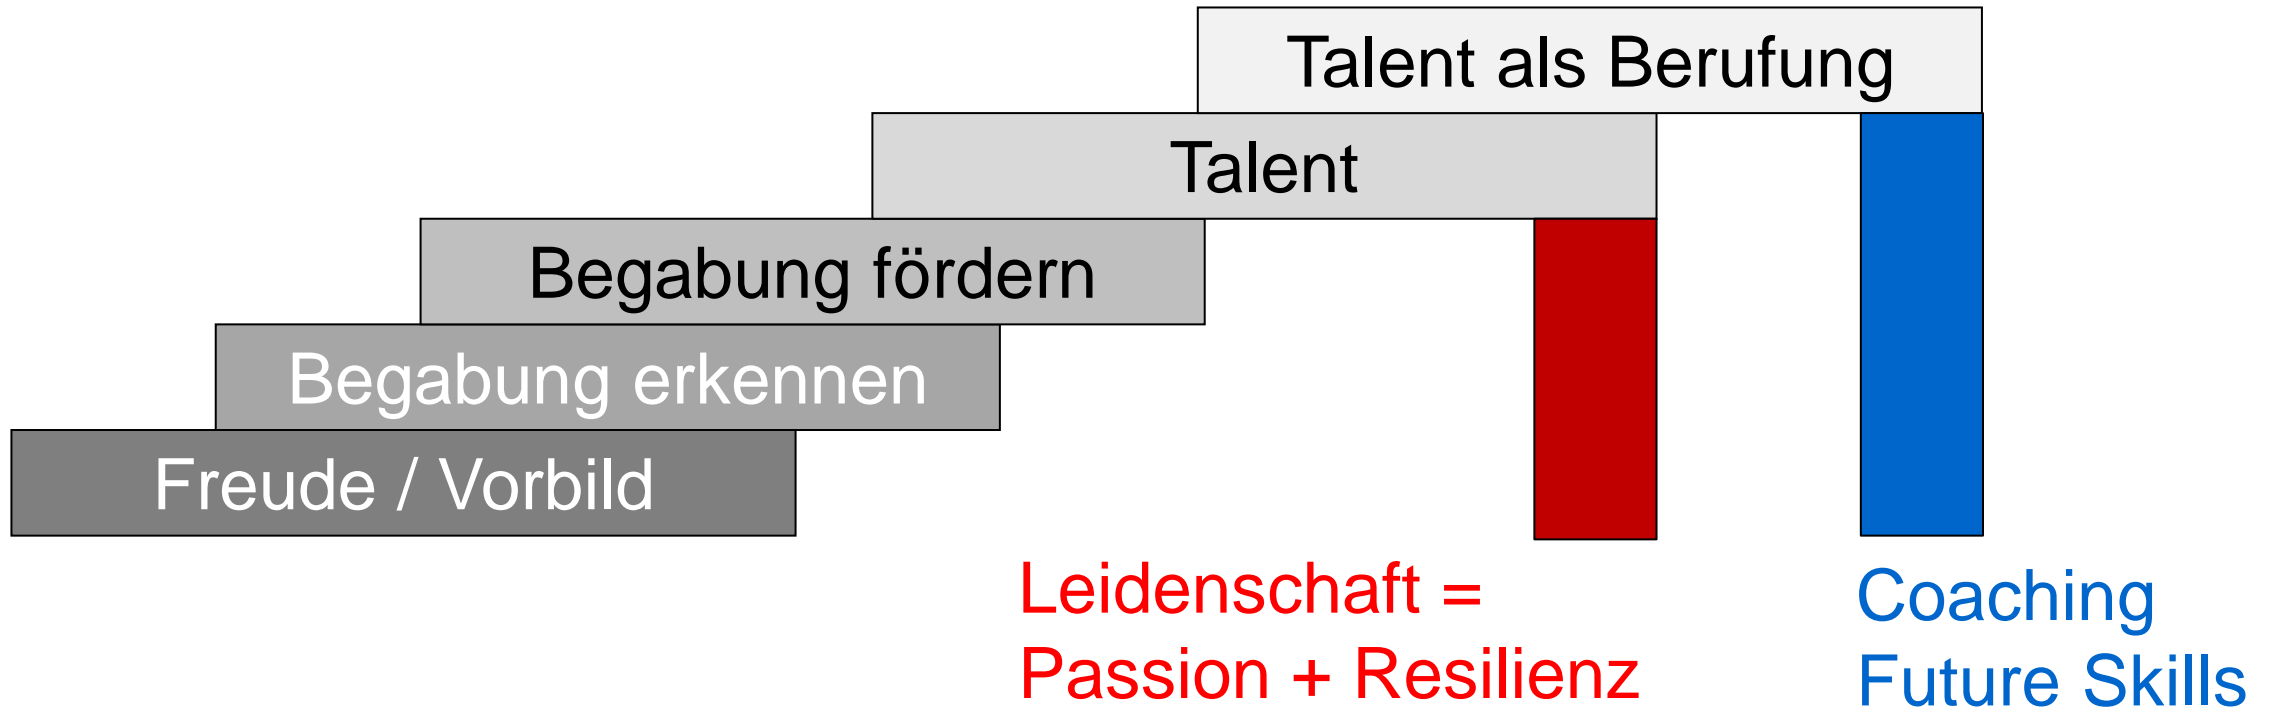 Talent als Berufung
Talent
Begabung fördern
Begabung erkennen
Freude / Vorbild
Leidenschaft =
Passion + Resilienz
Coaching
Future Skills